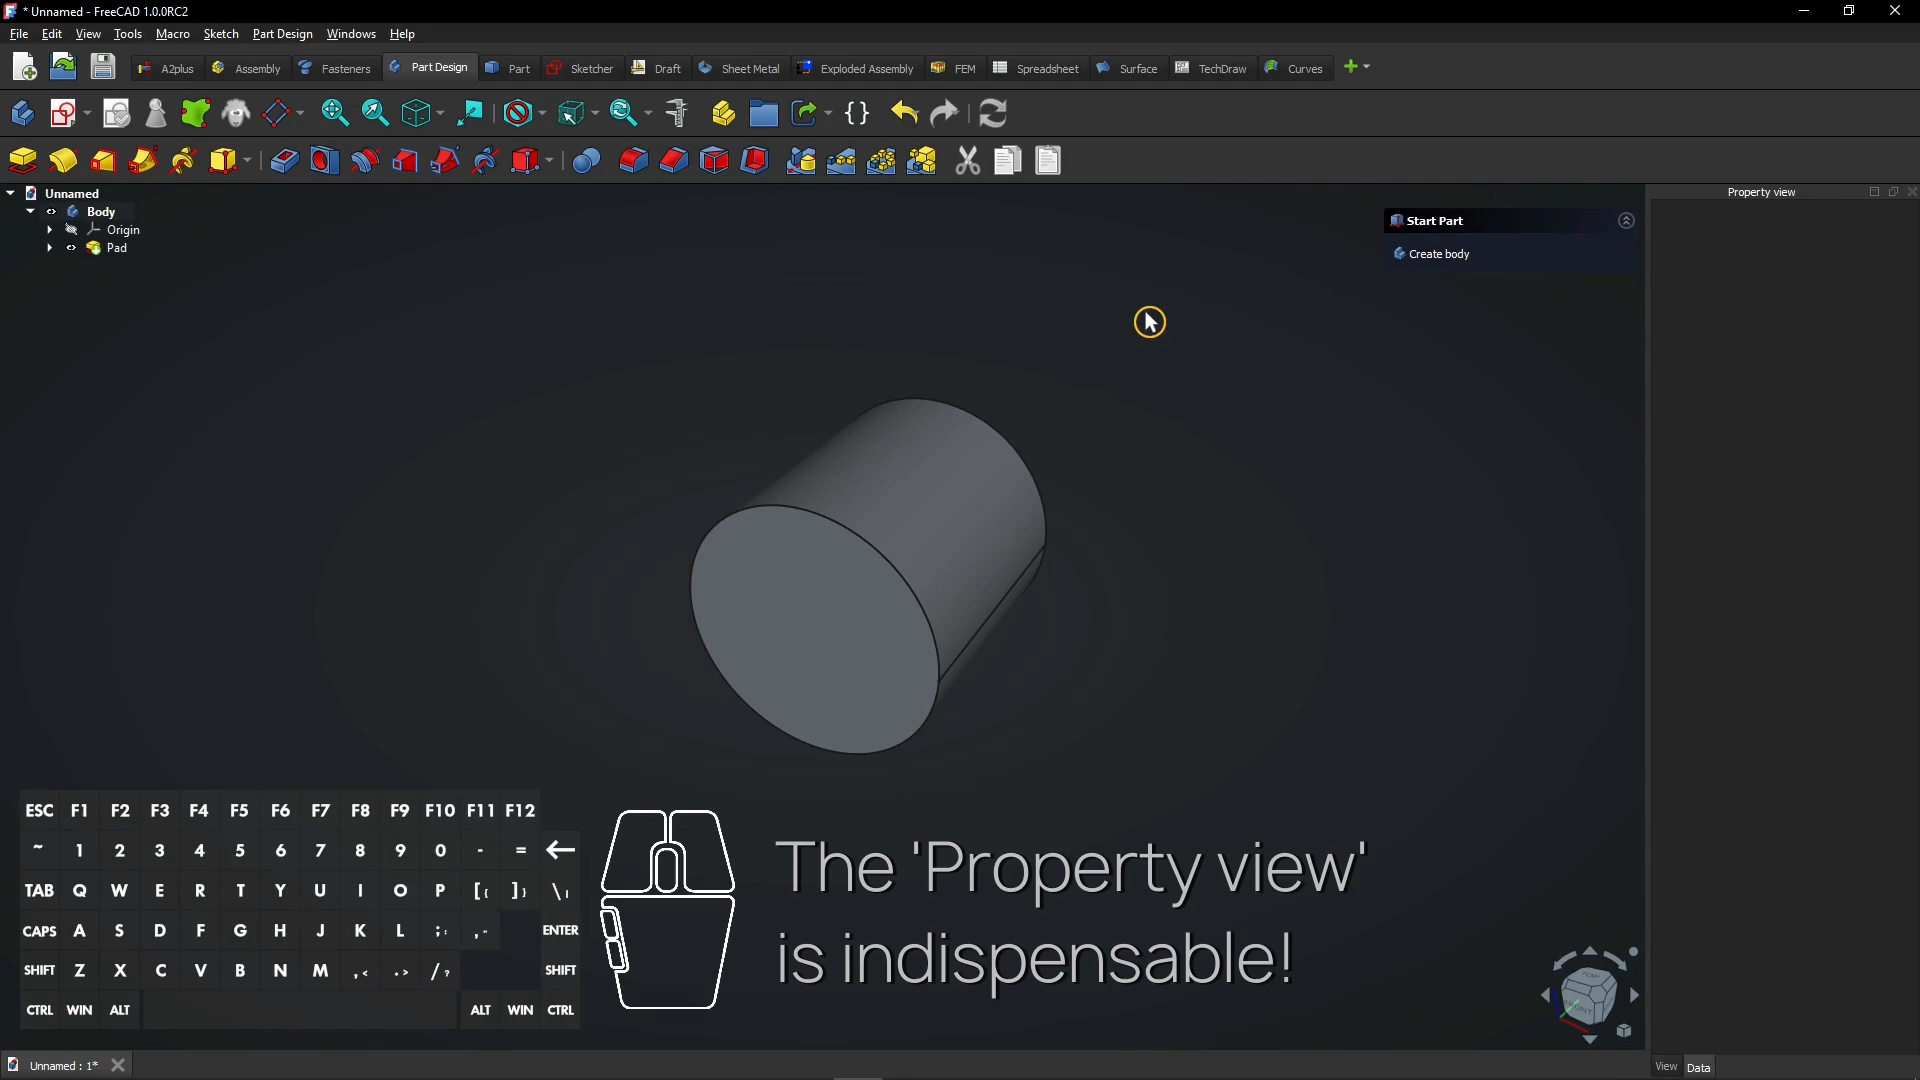 * Unnamed - FreeCAD 1.0.0RC2
File Edit View Tools Macro Sketch Part Design Windows Help
A2plus Assembly Fasteners Part Design Part Sketcher Draft Sheet Metal Exploded Assembly FEM Spreadsheet Surface TechDraw Curves
Unnamed
Body
Origin
Pad
Property view
Start Part
Create body
ESC F1 F2 F3 F4 F5 F6 F7 F8 F9 F10 F11 F12
~ 1 2 3 4 5 6 7 8 9 0 - =
TAB Q W E R T Y U I O P [{ ]} \|
CAPS A S D F G H J K L ;: ,“ ENTER
SHIFT Z X C V B N M ,< .> /? SHIFT
CTRL WIN ALT ALT WIN CTRL
The 'Property view'
is indispensable!
TOP
FRONT
Unnamed : 1*
View Data